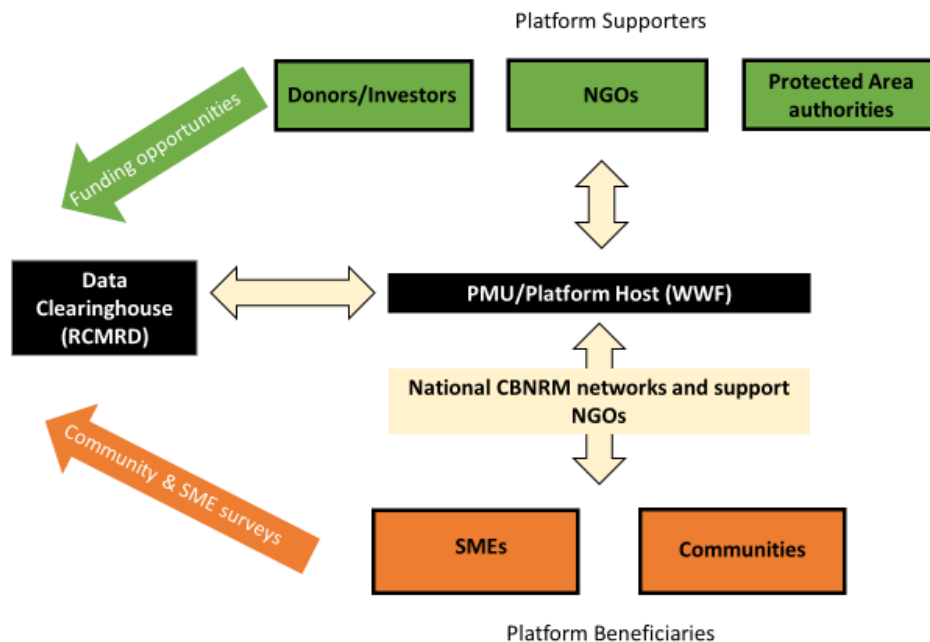 Platform Supporters
Donors/Investors
NGOs
Protected Area
authorities
Funding opportunities
Data
Clearinghouse
(RCMRD)
PMU/Platform Host (WWF)
National CBNRM networks and support
NGOs
Community & SME surveys
SMEs
Communities
Platform Beneficiaries